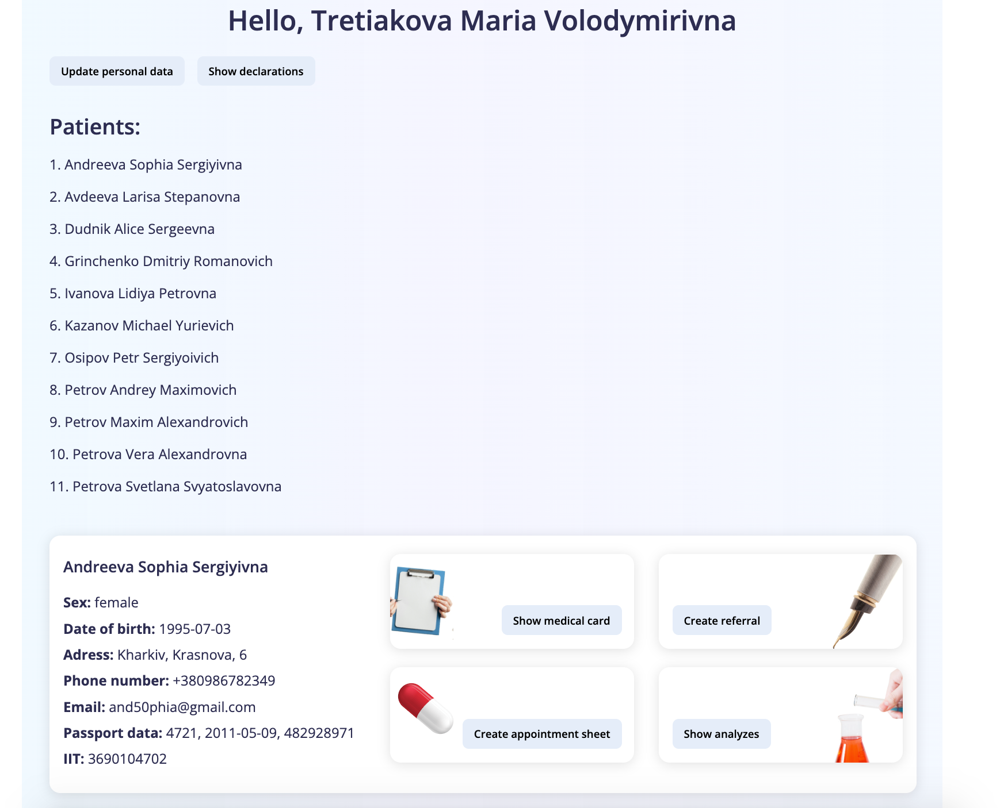 Hello, Tretiakova Maria Volodymirivna
Update personal data
Show declarations
Patients:
1. Andreeva Sophia Sergiyivna
2. Avdeeva Larisa Stepanovna
3. Dudnik Alice Sergeevna
4. Grinchenko Dmitriy Romanovich
5. Ivanova Lidiya Petrovna
6. Kazanov Michael Yurievich
7. Osipov Petr Sergiyoivich
8. Petrov Andrey Maximovich
9. Petrov Maxim Alexandrovich
10. Petrova Vera Alexandrovna
11. Petrova Svetlana Svyatoslavovna
Andreeva Sophia Sergiyivna
Sex: female
Date of birth: 1995-07-03
Adress: Kharkiv, Krasnova, 6
Phone number: +380986782349
Email: and50phia@gmail.com
Passport data: 4721, 2011-05-09, 482928971
IIT: 3690104702
Show medical card
Create referral
Create appointment sheet
Show analyzes